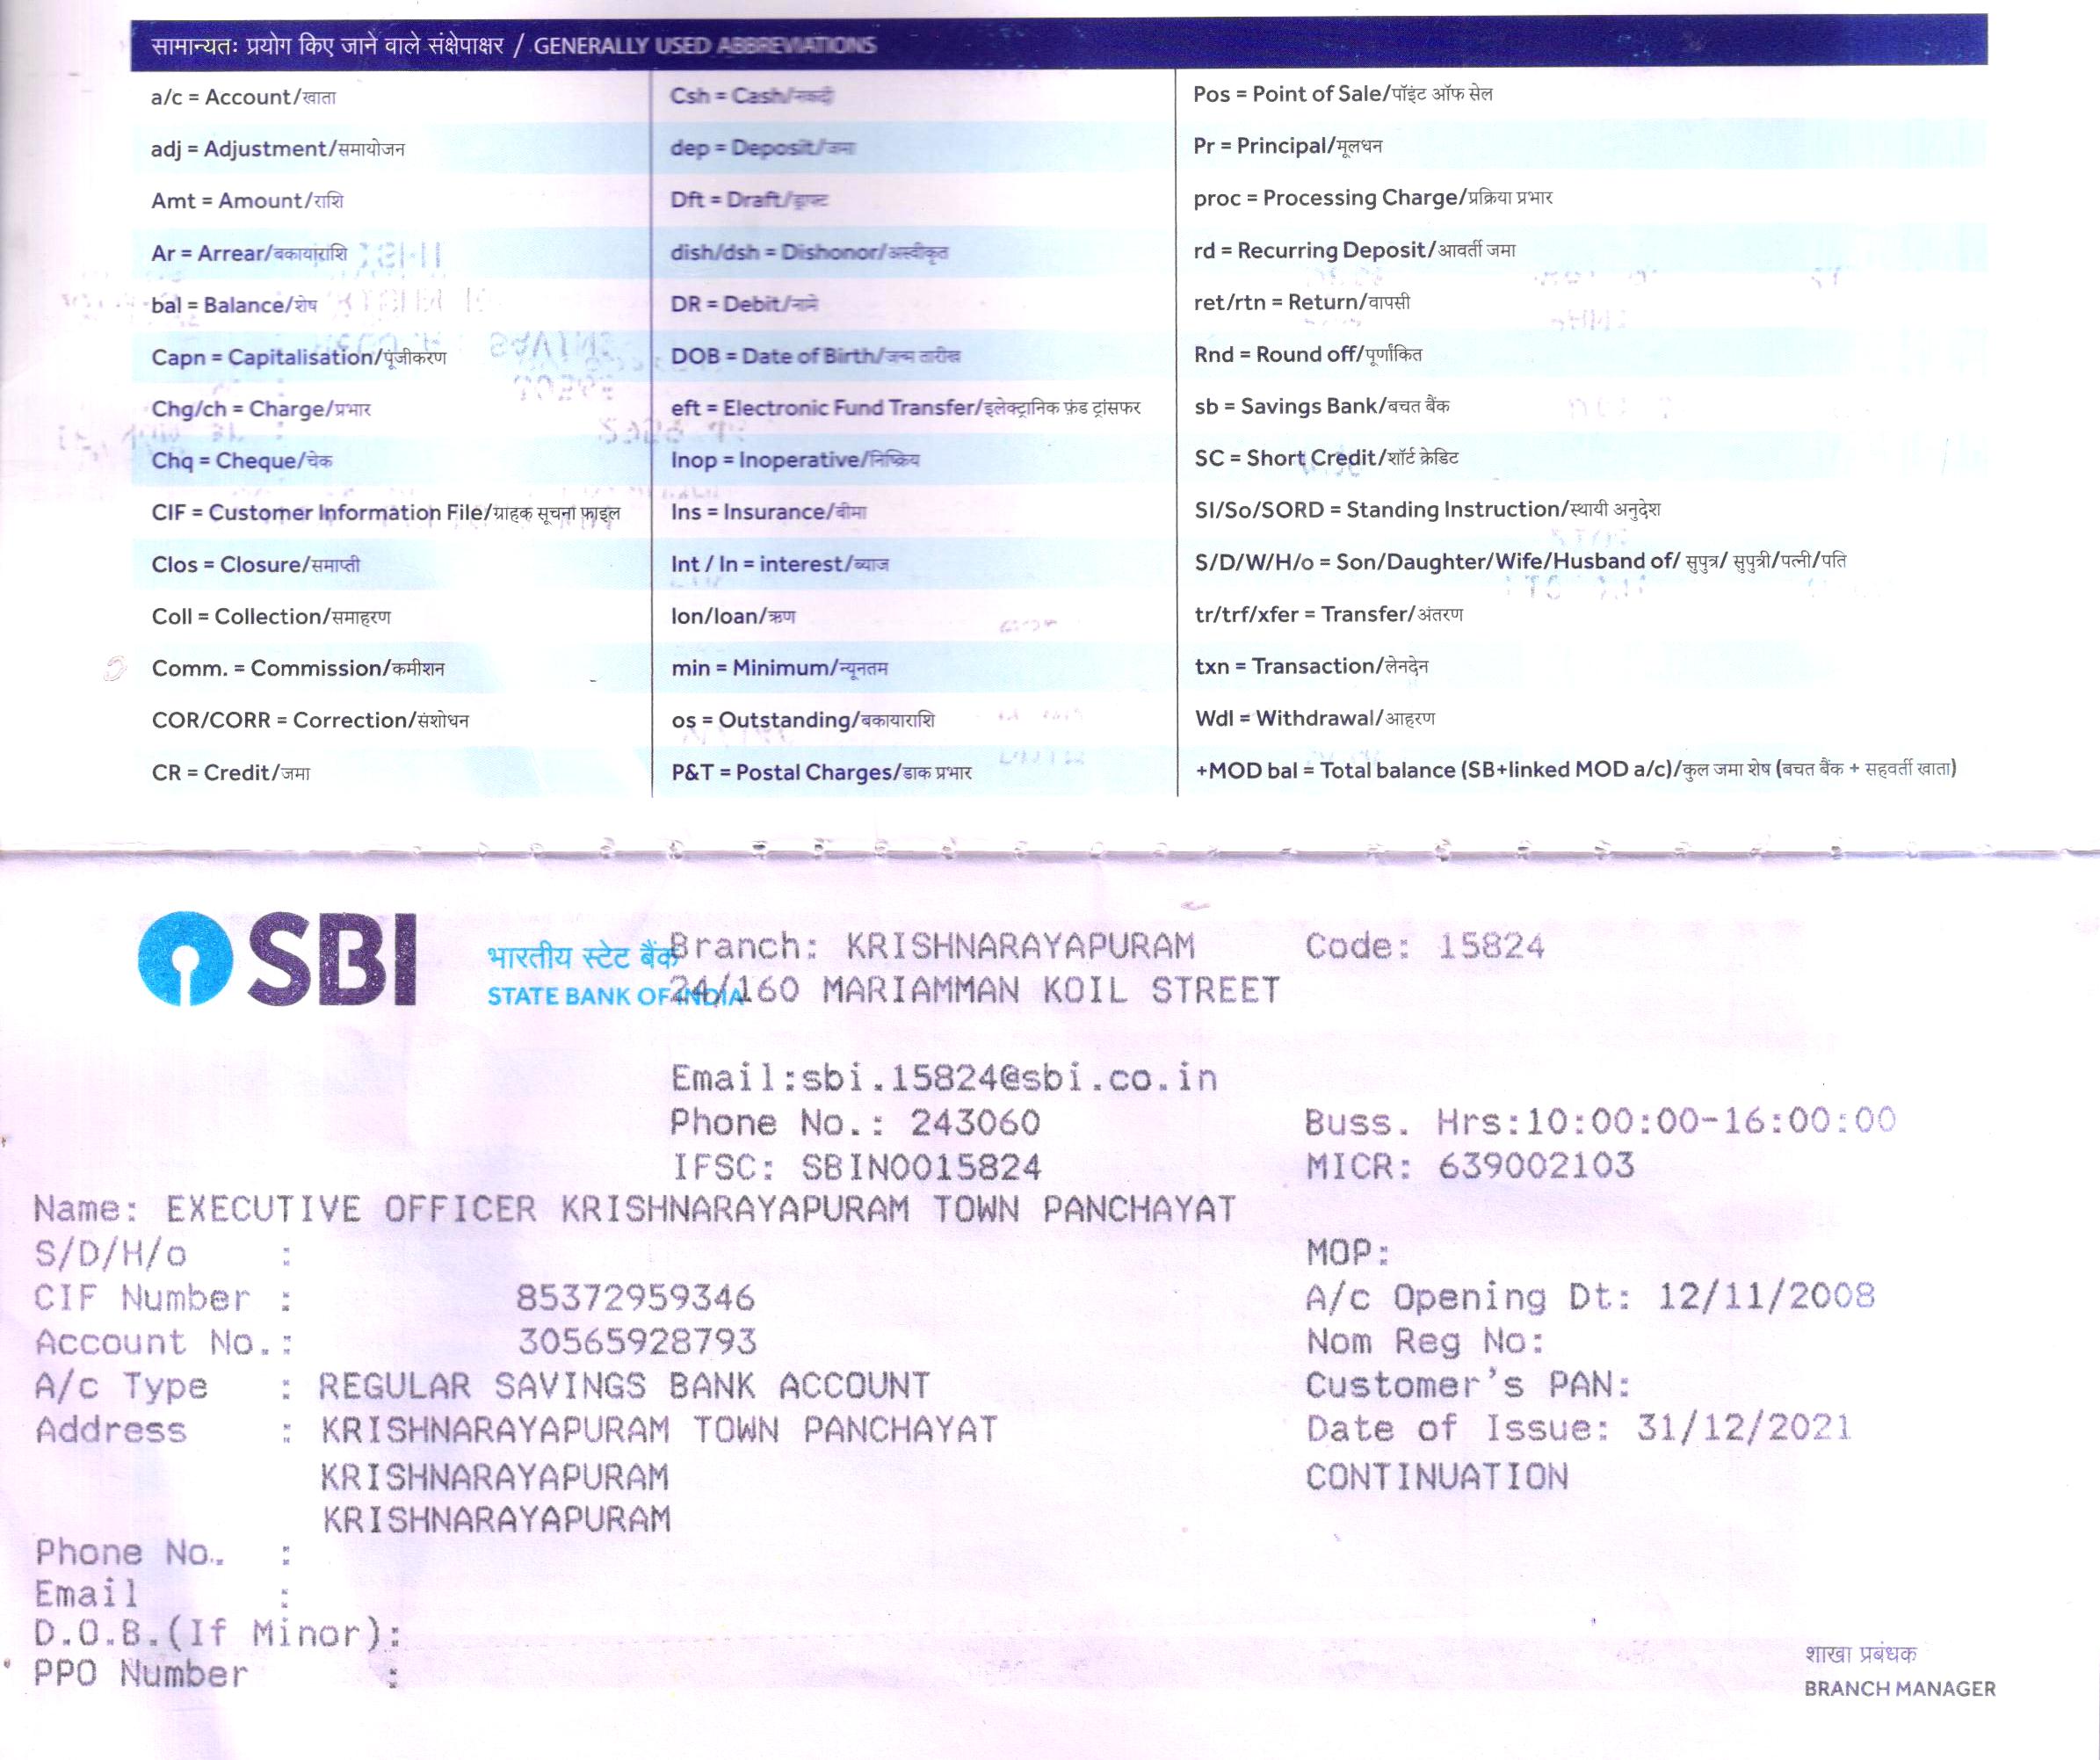 सामान्यतः प्रयोग किए जाने वाले संक्षेपाक्षर / GENERALLY USED ABBREVIATIONS
a/c = Account/खाता
adj = Adjustment/समायोजन
Amt = Amount/राशि
Ar = Arrear/बकायाराशि
bal = Balance/शेष
Capn = Capitalisation/पूंजीकरण
Chg/ch = Charge/प्रभार
Chq = Cheque/चेक
CIF = Customer Information File/ग्राहक सूचना फाइल
Clos = Closure/समाप्ती
Coll = Collection/समाहरण
Comm. = Commission/कमीशन
COR/CORR = Correction/संशोधन
CR = Credit/जमा
Csh = Cash/नकदी
dep = Deposit/जमा
Dft = Draft/ड्राफ्ट
dish/dsh = Dishonor/अस्वीकृत
DR = Debit/नामे
DOB = Date of Birth/जन्म तारीख
eft = Electronic Fund Transfer/इलेक्ट्रानिक फ़ंड ट्रांसफर
Inop = Inoperative/निष्क्रिय
Ins = Insurance/बीमा
Int / In = interest/ब्याज
lon/loan/ऋण
min = Minimum/न्यूनतम
os = Outstanding/बकायाराशि
P&T = Postal Charges/डाक प्रभार
Pos = Point of Sale/पॉइंट ऑफ सेल
Pr = Principal/मूलधन
proc = Processing Charge/प्रक्रिया प्रभार
rd = Recurring Deposit/आवर्ती जमा
ret/rtn = Return/वापसी
Rnd = Round off/पूर्णांकित
sb = Savings Bank/बचत बैंक
SC = Short Credit/शॉर्ट क्रेडिट
SI/So/SORD = Standing Instruction/स्थायी अनुदेश
S/D/W/H/o = Son/Daughter/Wife/Husband of/ सुपुत्र/ सुपुत्री/पत्नी/पति
tr/trf/xfer = Transfer/अंतरण
txn = Transaction/लेनदेन
Wdl = Withdrawal/आहरण
+MOD bal = Total balance (SB+linked MOD a/c)/कुल जमा शेष (बचत बैंक + सहवर्ती खाता)
SBI
भारतीय स्टेट बैंक
STATE BANK OF INDIA
Branch: KRISHNARAYAPURAM Code: 15824
24/160 MARIAMMAN KOIL STREET
Email:sbi.15824@sbi.co.in
Phone No.: 243060 Buss. Hrs:10:00:00-16:00:00
IFSC: SBIN0015824 MICR: 639002103
Name: EXECUTIVE OFFICER KRISHNARAYAPURAM TOWN PANCHAYAT
S/D/H/o : MOP:
CIF Number : 85372959346 A/c Opening Dt: 12/11/2008
Account No.: 30565928793 Nom Reg No:
A/c Type : REGULAR SAVINGS BANK ACCOUNT Customer's PAN:
Address : KRISHNARAYAPURAM TOWN PANCHAYAT Date of Issue: 31/12/2021
KRISHNARAYAPURAM CONTINUATION
KRISHNARAYAPURAM
Phone No. :
Email :
D.O.B.(If Minor):
PPO Number :
शाखा प्रबंधक
BRANCH MANAGER